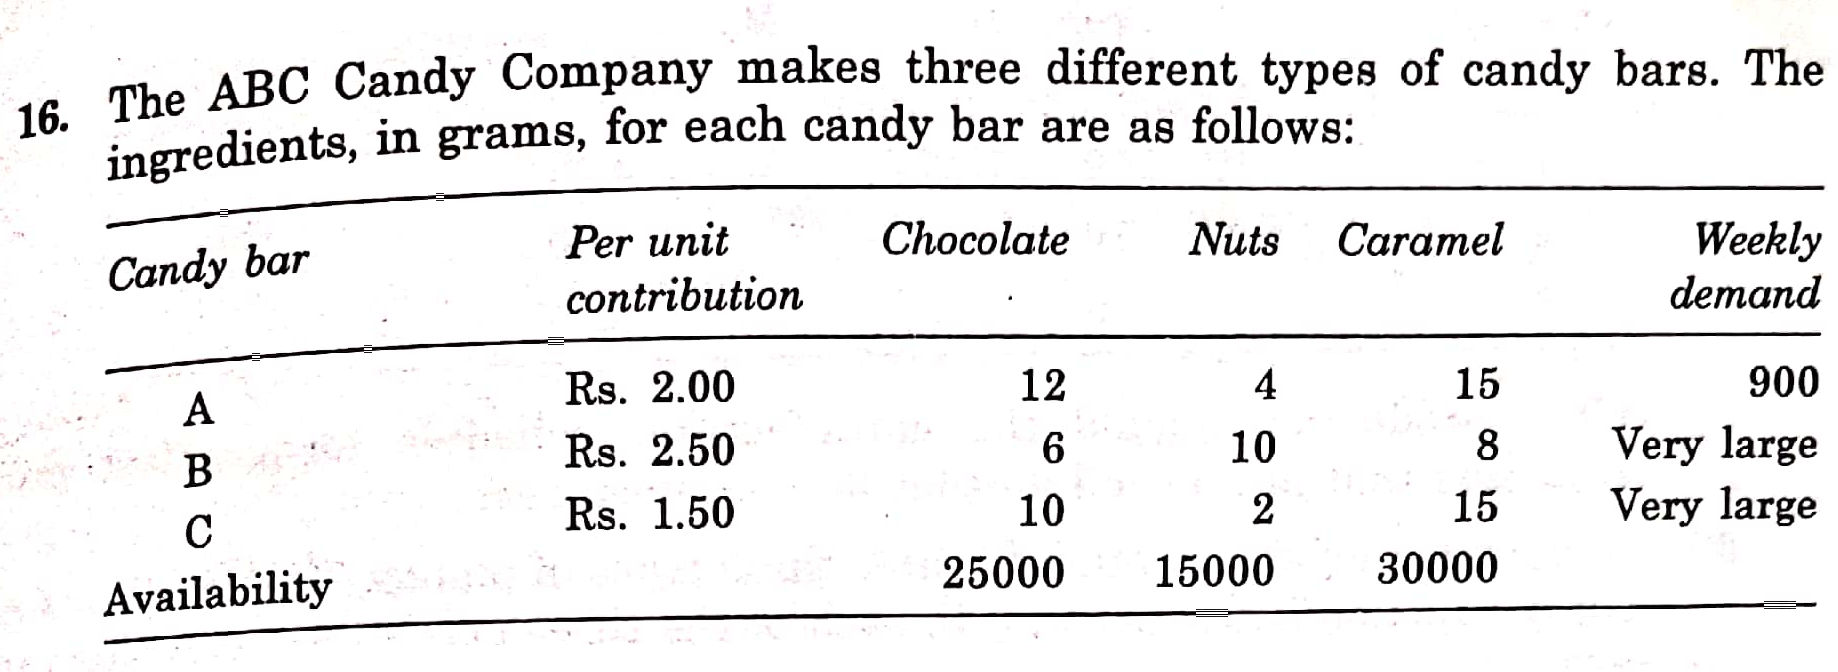 16. The ABC Candy Company makes three different types of candy bars. The
ingredients, in grams, for each candy bar are as follows:
Candy bar Per unit contribution Chocolate Nuts Caramel Weekly demand
A Rs. 2.00 12 4 15 900
B Rs. 2.50 6 10 8 Very large
C Rs. 1.50 10 2 15 Very large
Availability 25000 15000 30000